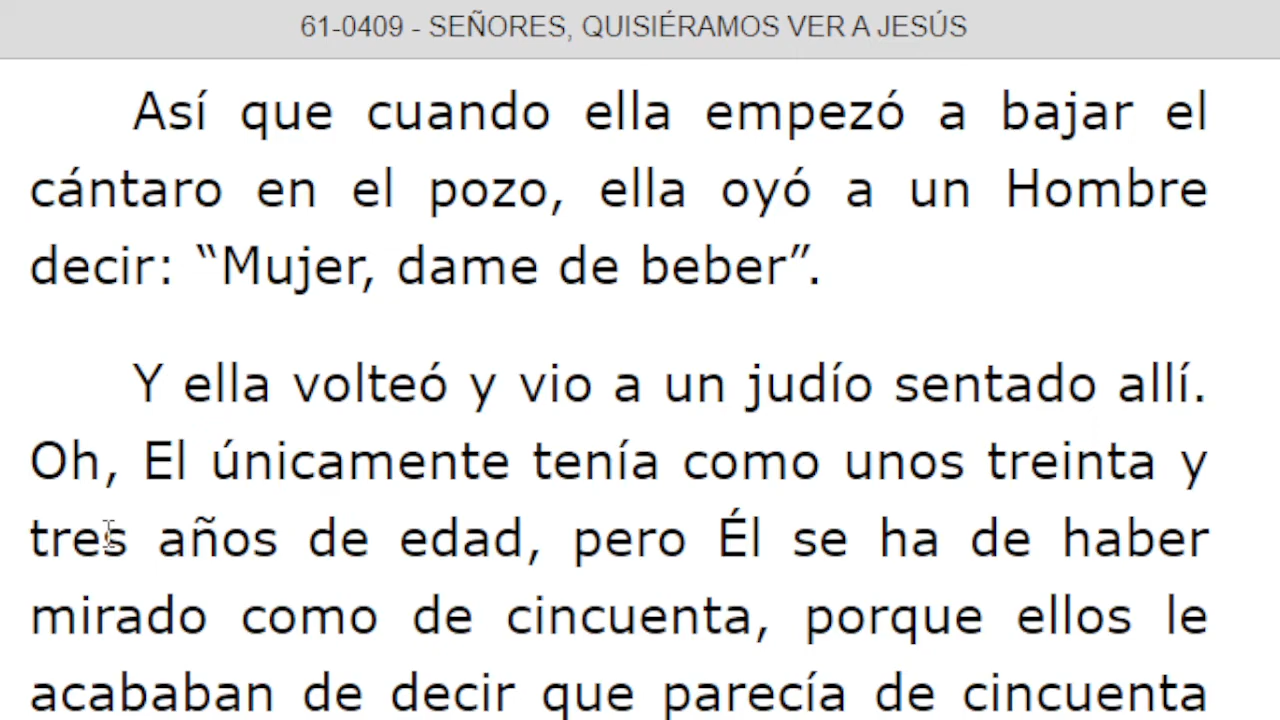 61-0409 - SEÑORES, QUISIÉRAMOS VER A JESÚS
Así que cuando ella empezó a bajar el
cántaro en el pozo, ella oyó a un Hombre
decir: “Mujer, dame de beber”.
Y ella volteó y vio a un judío sentado allí.
Oh, El únicamente tenía como unos treinta y
tres años de edad, pero Él se ha de haber
mirado como de cincuenta, porque ellos le
acababan de decir que parecía de cincuenta